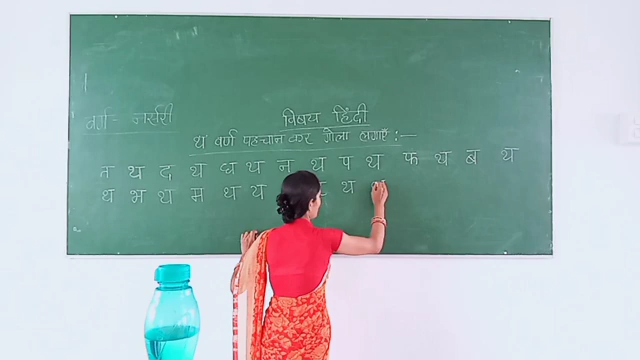 वर्ग - नर्सरी
विषय हिंदी
थ वर्ण पहचान कर गोला लगाएँ :-
त थ द थ ध थ न थ प थ फ थ ब थ
थ भ थ म थ य थ